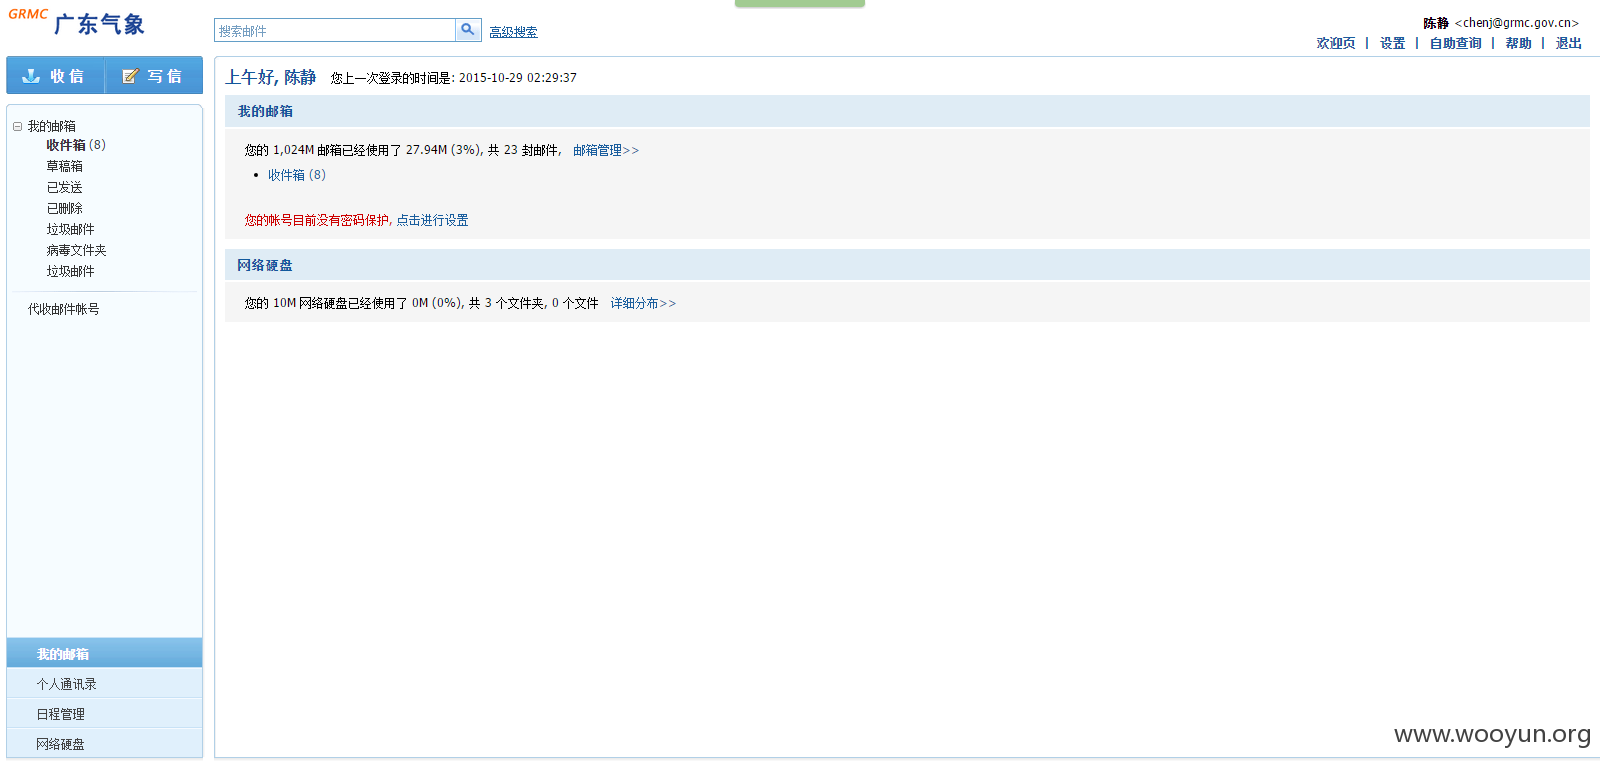 GRMC 广东气象
搜索邮件
高级搜索
陈静 <chenj@grmc.gov.cn>
欢迎页 | 设置 | 自助查询 | 帮助 | 退出
收信
写信
我的邮箱
收件箱 (8)
草稿箱
已发送
已删除
垃圾邮件
病毒文件夹
垃圾邮件
代收邮件帐号
我的邮箱
个人通讯录
日程管理
网络硬盘
上午好, 陈静 您上一次登录的时间是: 2015-10-29 02:29:37
我的邮箱
您的 1,024M 邮箱已经使用了 27.94M (3%), 共 23 封邮件, 邮箱管理>>
• 收件箱 (8)
您的帐号目前没有密码保护, 点击进行设置
网络硬盘
您的 10M 网络硬盘已经使用了 0M (0%), 共 3 个文件夹, 0 个文件 详细分布>>
www.wooyun.org